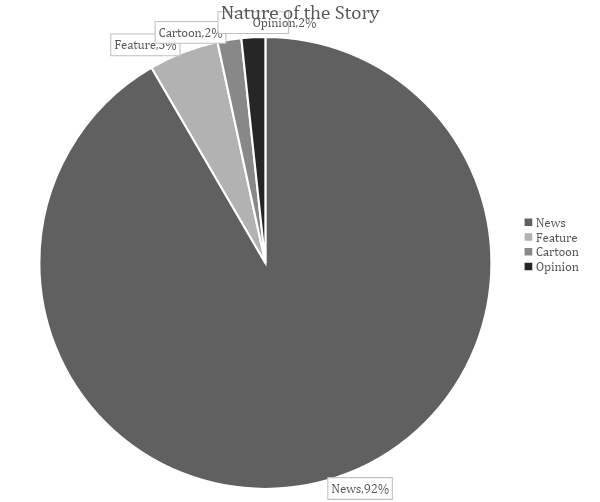 Nature of the Story
Opinion,2%
Cartoon,2%
Feature,5%
News
Feature
Cartoon
Opinion
News,92%